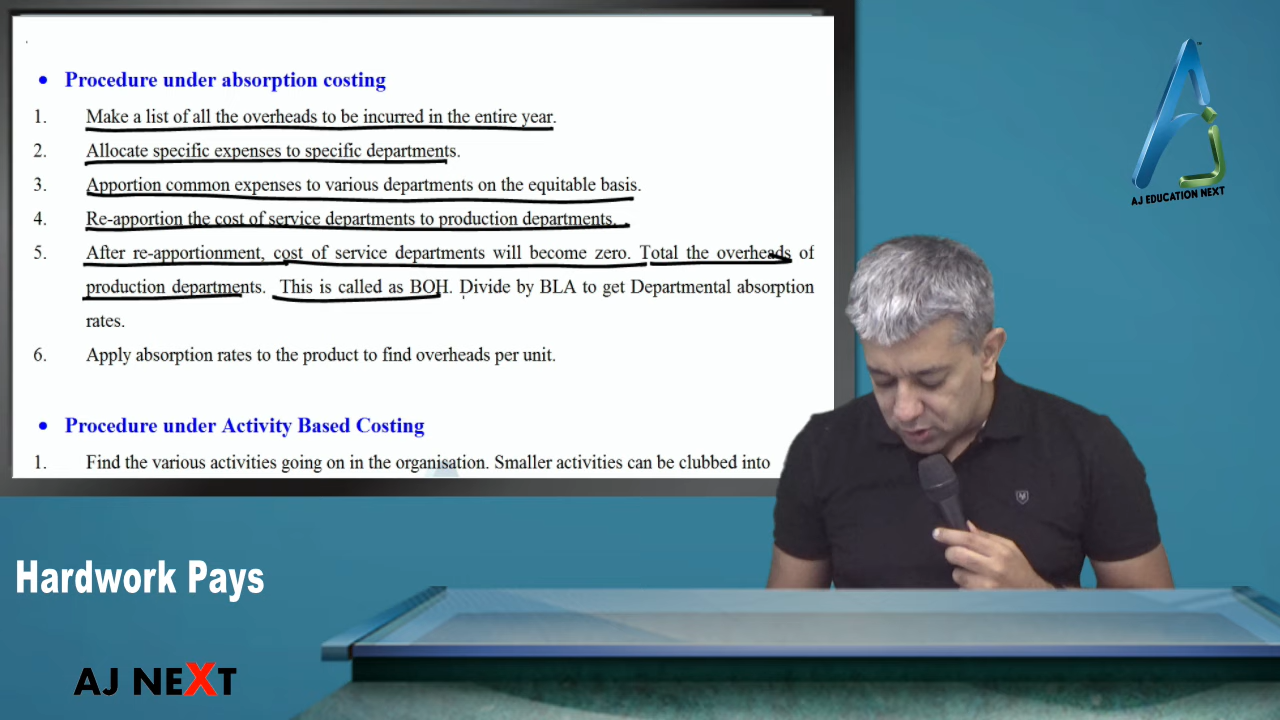 • Procedure under absorption costing
1. Make a list of all the overheads to be incurred in the entire year.
2. Allocate specific expenses to specific departments.
3. Apportion common expenses to various departments on the equitable basis.
4. Re-apportion the cost of service departments to production departments.
5. After re-apportionment, cost of service departments will become zero. Total the overheads of
production departments. This is called as BOH. Divide by BLA to get Departmental absorption
rates.
6. Apply absorption rates to the product to find overheads per unit.
• Procedure under Activity Based Costing
1. Find the various activities going on in the organisation. Smaller activities can be clubbed into
AJ EDUCATION NEXT
Hardwork Pays
AJ NEXT